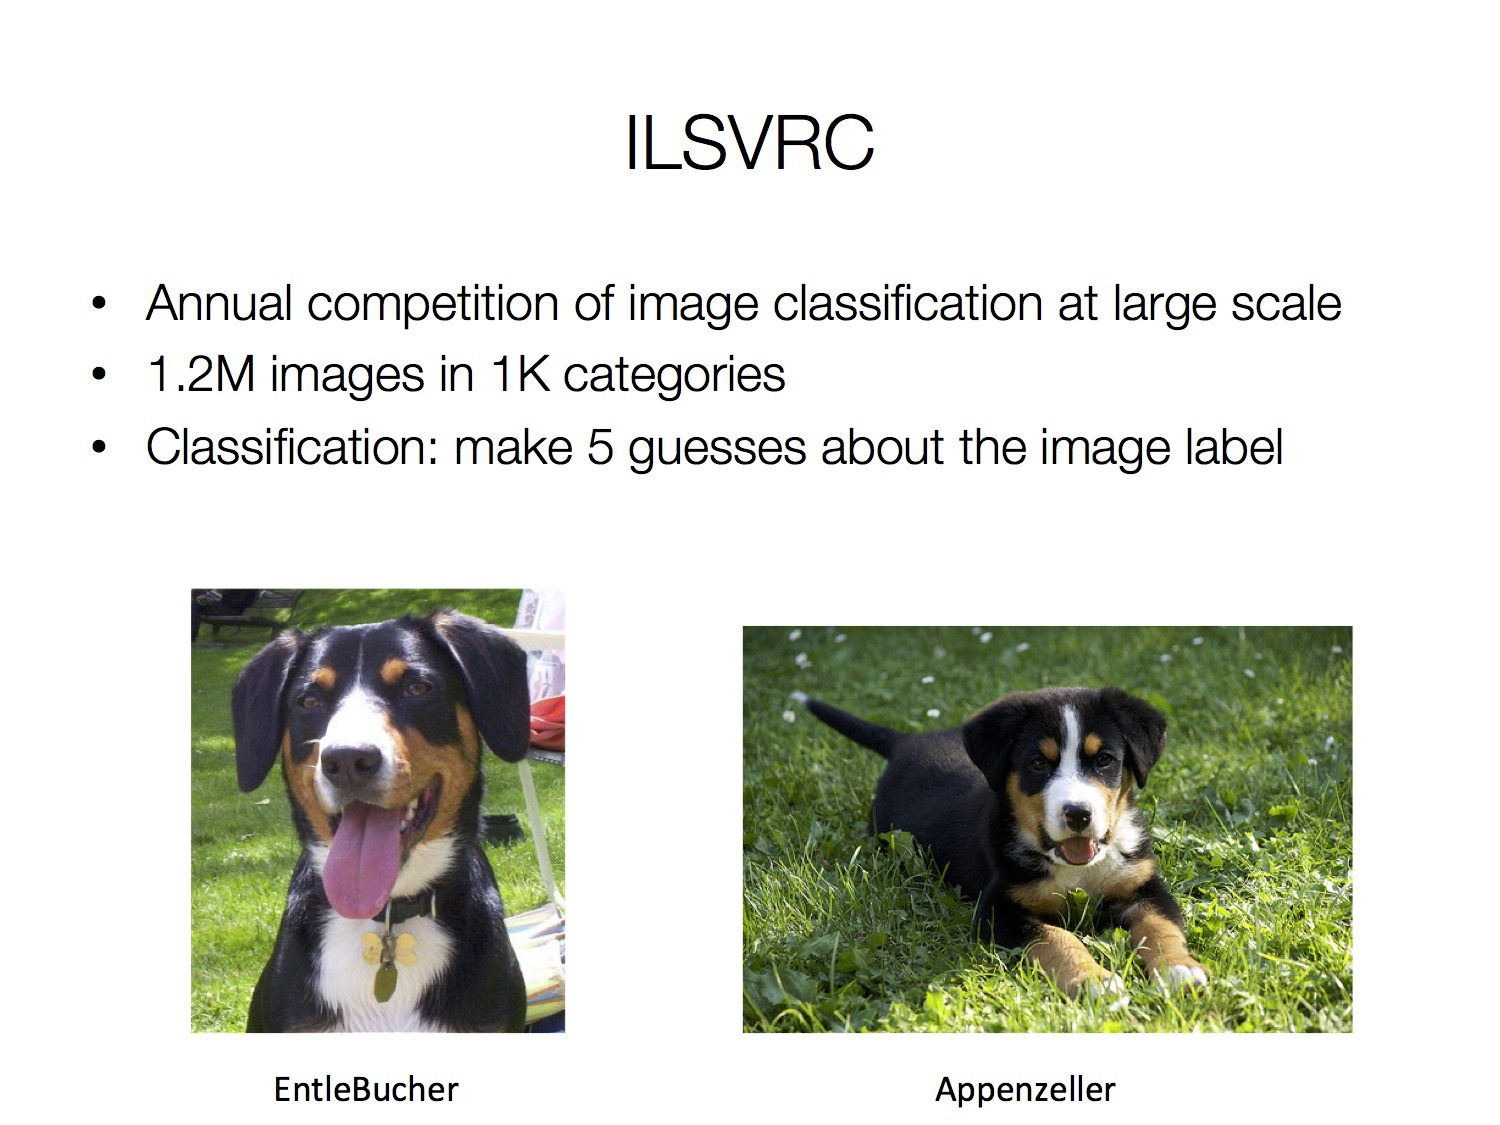 ILSVRC
• Annual competition of image classification at large scale
• 1.2M images in 1K categories
• Classification: make 5 guesses about the image label
EntleBucher
Appenzeller